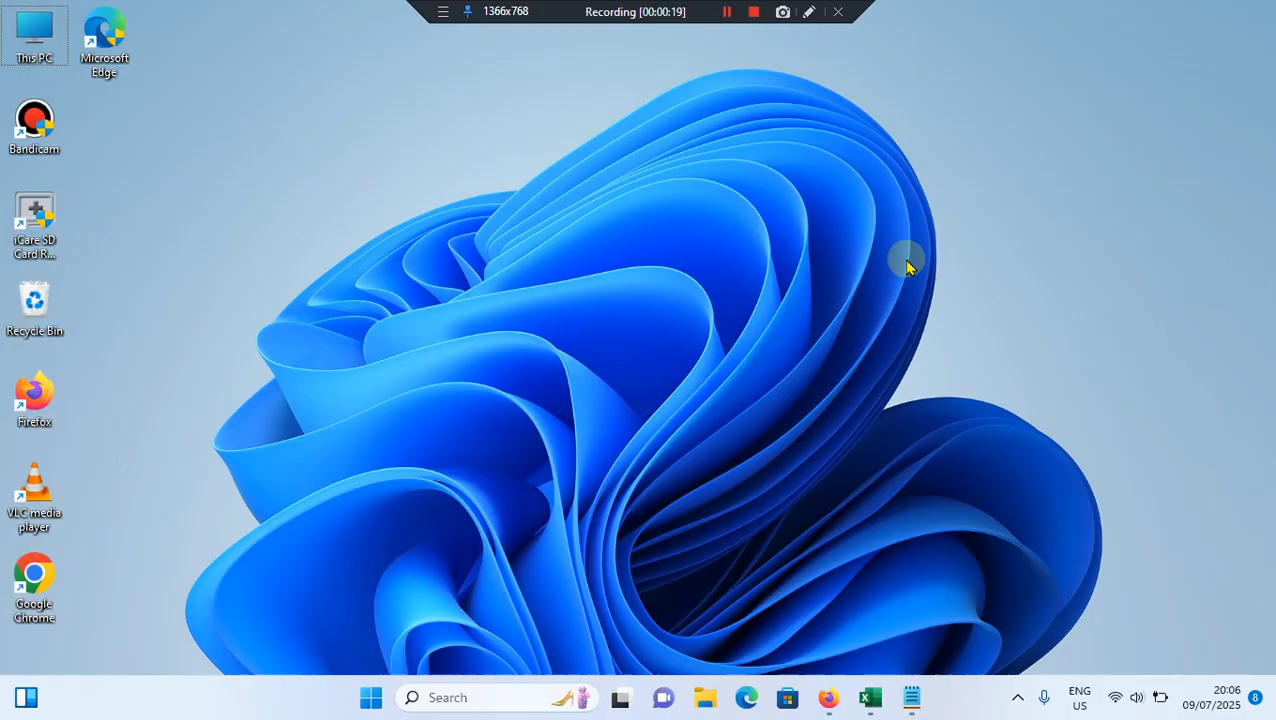 1366x768
Recording [00:00:19]
This PC
Microsoft
Edge
Bandicam
iCare SD
Card R...
Recycle Bin
Firefox
VLC media
player
Google
Chrome
Search
ENG
US
20:06
09/07/2025
8